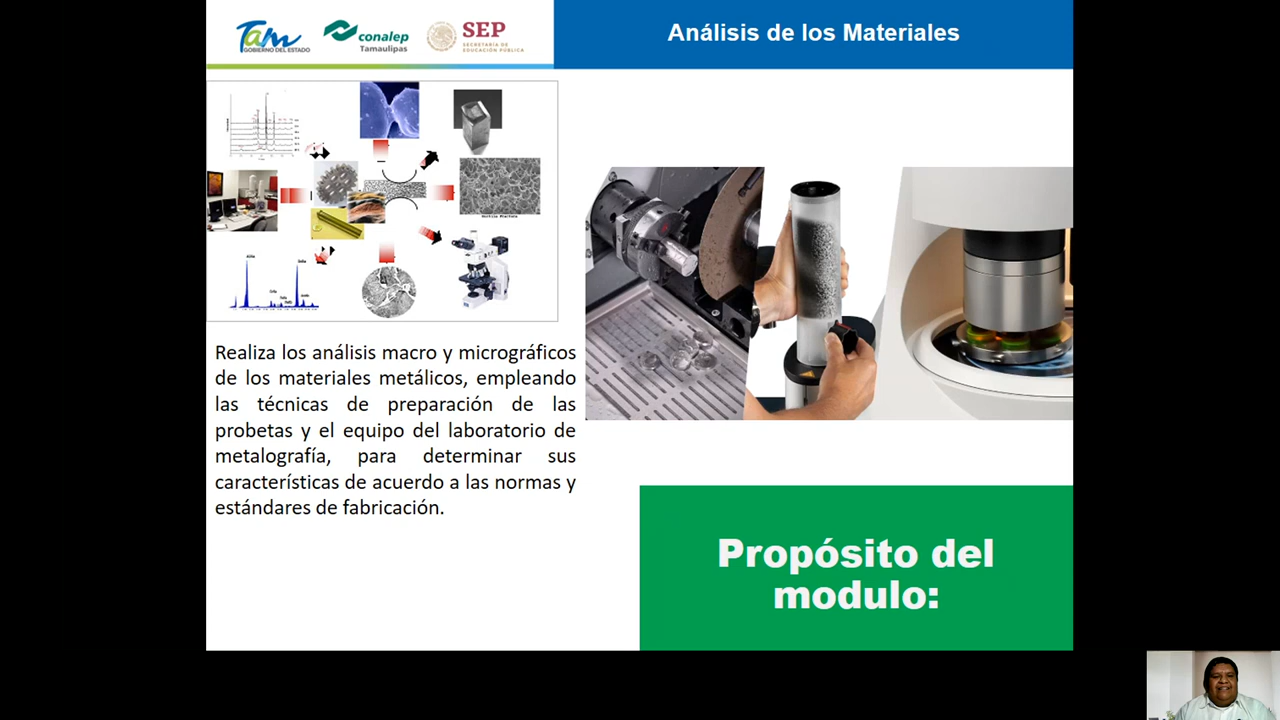 Tam
GOBIERNO DEL ESTADO
conalep
Tamaulipas
SEP
SECRETARÍA DE
EDUCACIÓN PÚBLICA
Análisis de los Materiales
Realiza los análisis macro y micrográficos
de los materiales metálicos, empleando
las técnicas de preparación de las
probetas y el equipo del laboratorio de
metalografía, para determinar sus
características de acuerdo a las normas y
estándares de fabricación.
Propósito del
modulo: